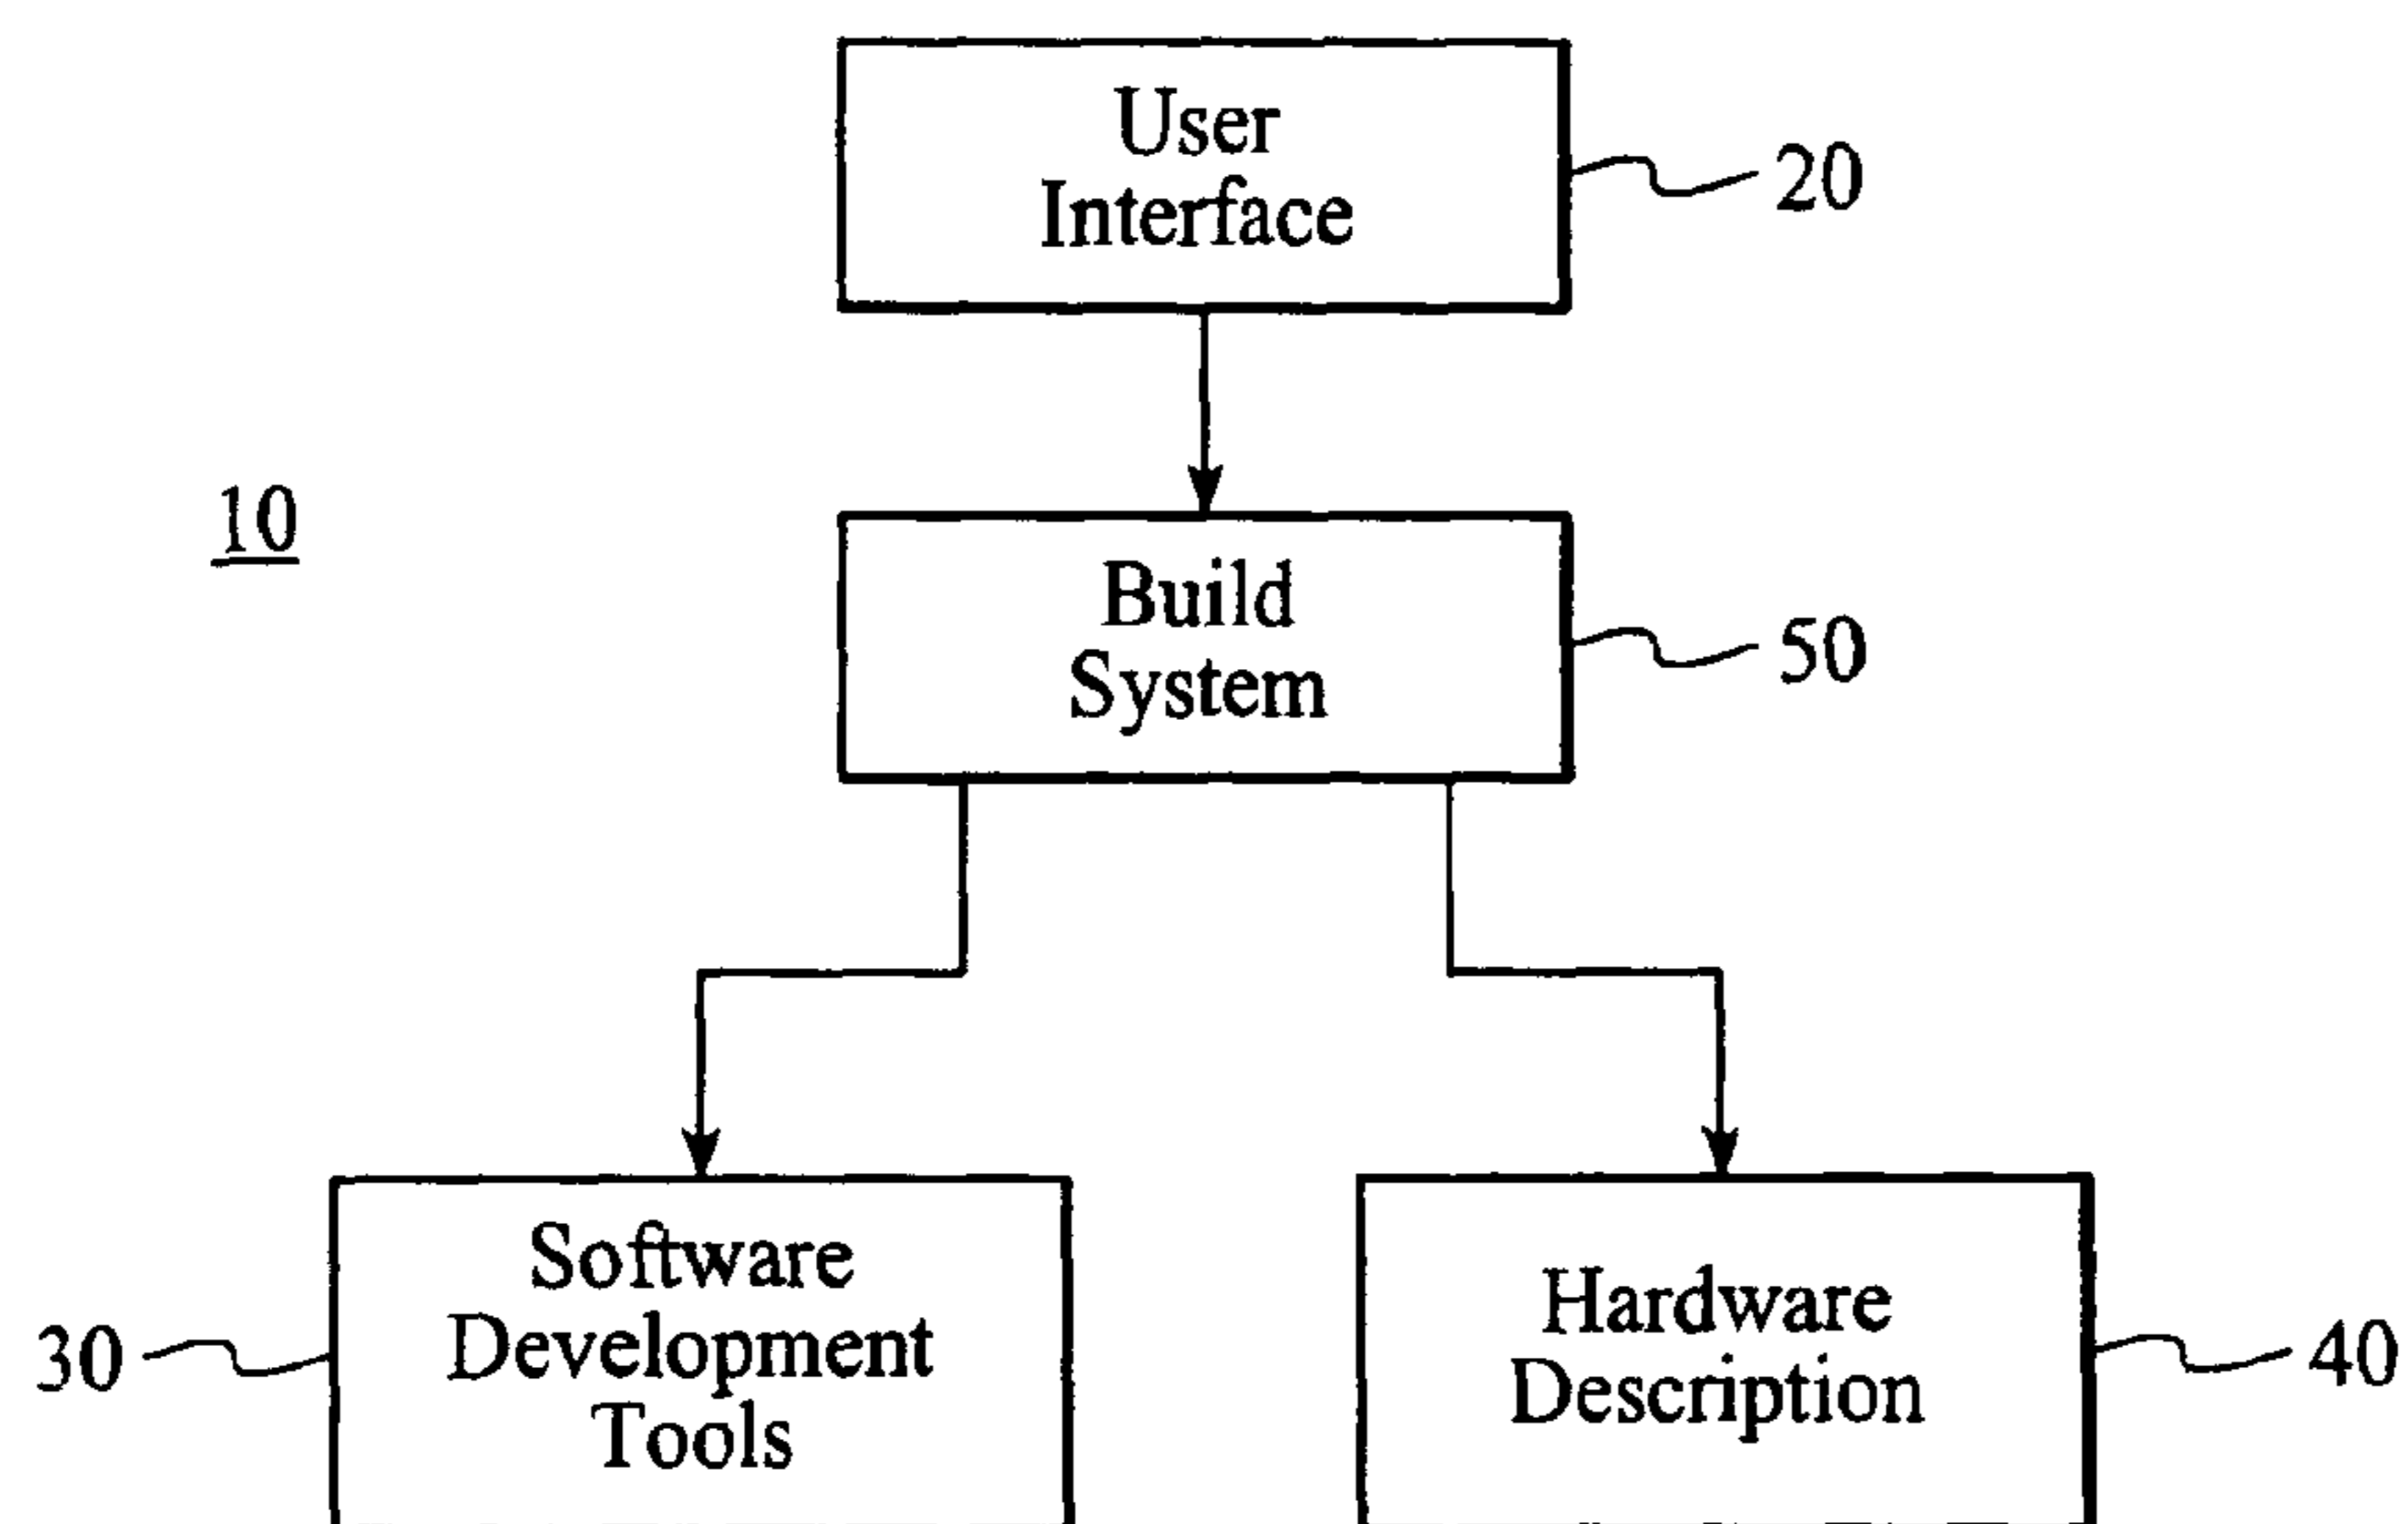 User
Interface
20
10
Build
System
50
Software
Development
Tools
30
Hardware
Description
40